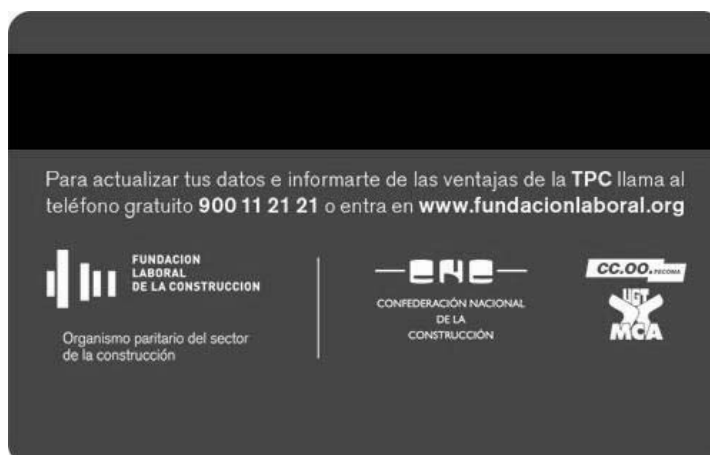 Para actualizar tus datos e informarte de las ventajas de la TPC llama al
teléfono gratuito 900 11 21 21 o entra en www.fundacionlaboral.org
FUNDACION
LABORAL
DE LA CONSTRUCCION
Organismo paritario del sector
de la construcción
CNC
CONFEDERACIÓN NACIONAL
DE LA
CONSTRUCCIÓN
CC.OO. FECOMA
UGT
MCA